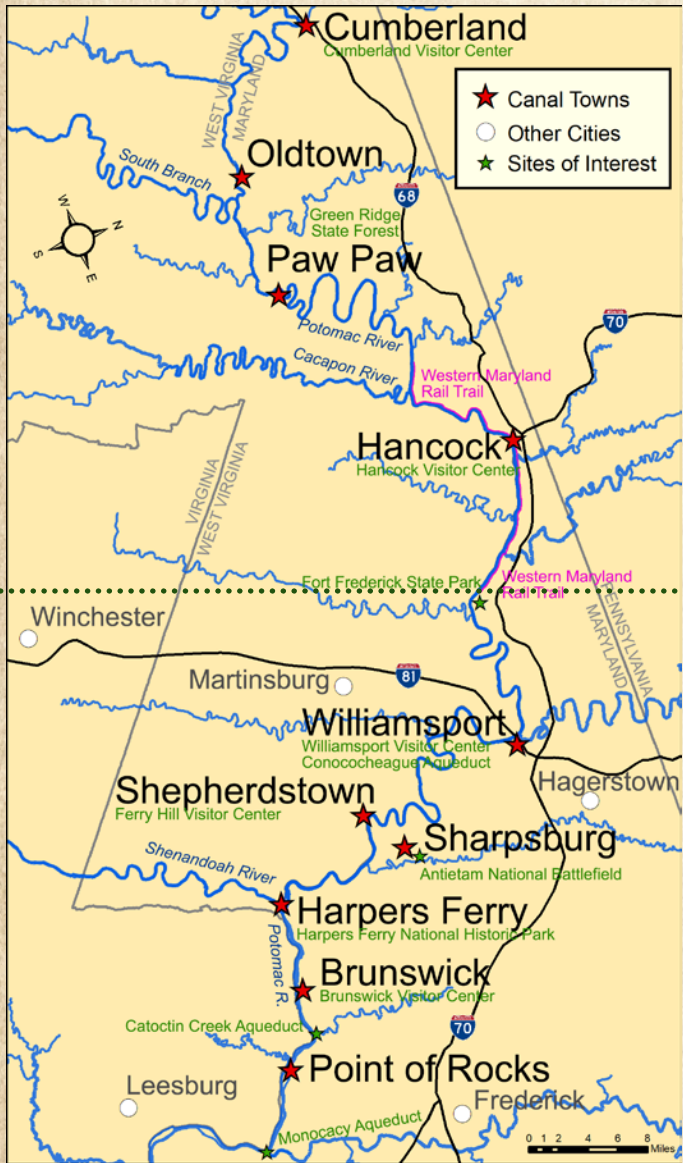 Cumberland
Cumberland Visitor Center
WEST VIRGINIA
MARYLAND
Canal Towns
Other Cities
Sites of Interest
Oldtown
South Branch
68
Green Ridge
State Forest
W
N
S
E
Paw Paw
Potomac River
70
Cacapon River
Western Maryland
Rail Trail
Hancock
Hancock Visitor Center
VIRGINIA
WEST VIRGINIA
Fort Frederick State Park
Western Maryland
Rail Trail
PENNSYLVANIA
MARYLAND
Winchester
81
Martinsburg
Williamsport
Williamsport Visitor Center
Conococheague Aqueduct
Hagerstown
Shepherdstown
Ferry Hill Visitor Center
Sharpsburg
Antietam National Battlefield
Shenandoah River
Harpers Ferry
Harpers Ferry National Historic Park
Potomac R.
Brunswick
Brunswick Visitor Center
Catoctin Creek Aqueduct
70
Point of Rocks
Leesburg
Frederick
Monocacy Aqueduct
0 1 2 4 6 8
Miles